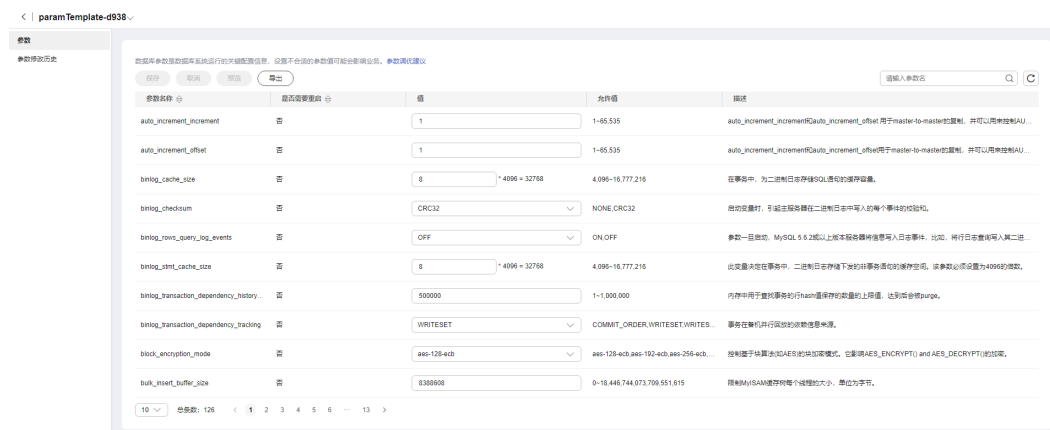 paramTemplate-d938
参数
参数修改历史
数据库参数是数据库系统运行的关键配置信息，设置不合适的参数值可能会影响业务。参数调优建议
保存 取消 预览 导出 请输入参数名
参数名称 是否需要重启 值 允许值 描述
auto_increment_increment 否 1 1~65,535 auto_increment_increment和auto_increment_offset 用于master-to-master的复制，并可以用来控制AU...
auto_increment_offset 否 1 1~65,535 auto_increment_increment和auto_increment_offset用于master-to-master的复制，并可以用来控制AU...
binlog_cache_size 否 8 * 4096 = 32768 4,096~16,777,216 在事务中，为二进制日志存储SQL语句的缓存容量。
binlog_checksum 否 CRC32 NONE,CRC32 启动变量时，引起主服务器在二进制日志中写入的每个事件的校验和。
binlog_rows_query_log_events 否 OFF ON,OFF 参数一旦启动，MySQL 5.6.2或以上版本服务器将信息写入日志事件，比如，将行日志查询写入其二进...
binlog_stmt_cache_size 否 8 * 4096 = 32768 4,096~16,777,216 此变量决定在事务中，二进制日志存储下发的非事务语句的缓存空间。该参数必须设置为4096的倍数。
binlog_transaction_dependency_history... 否 500000 1~1,000,000 内存中用于查找事务的行hash值保存的数量的上限值，达到后会被purge。
binlog_transaction_dependency_tracking 否 WRITESET COMMIT_ORDER,WRITESET,WRITES... 事务在备机并行回放的依赖信息来源。
block_encryption_mode 否 aes-128-ecb aes-128-ecb,aes-192-ecb,aes-256-ecb,... 控制基于块算法(如AES)的块加密模式。它影响AES_ENCRYPT() and AES_DECRYPT()的加密。
bulk_insert_buffer_size 否 8388608 0~18,446,744,073,709,551,615 限制MyISAM缓存树每个线程的大小，单位为字节。
10 总条数：126 < 1 2 3 4 5 6 ... 13 >